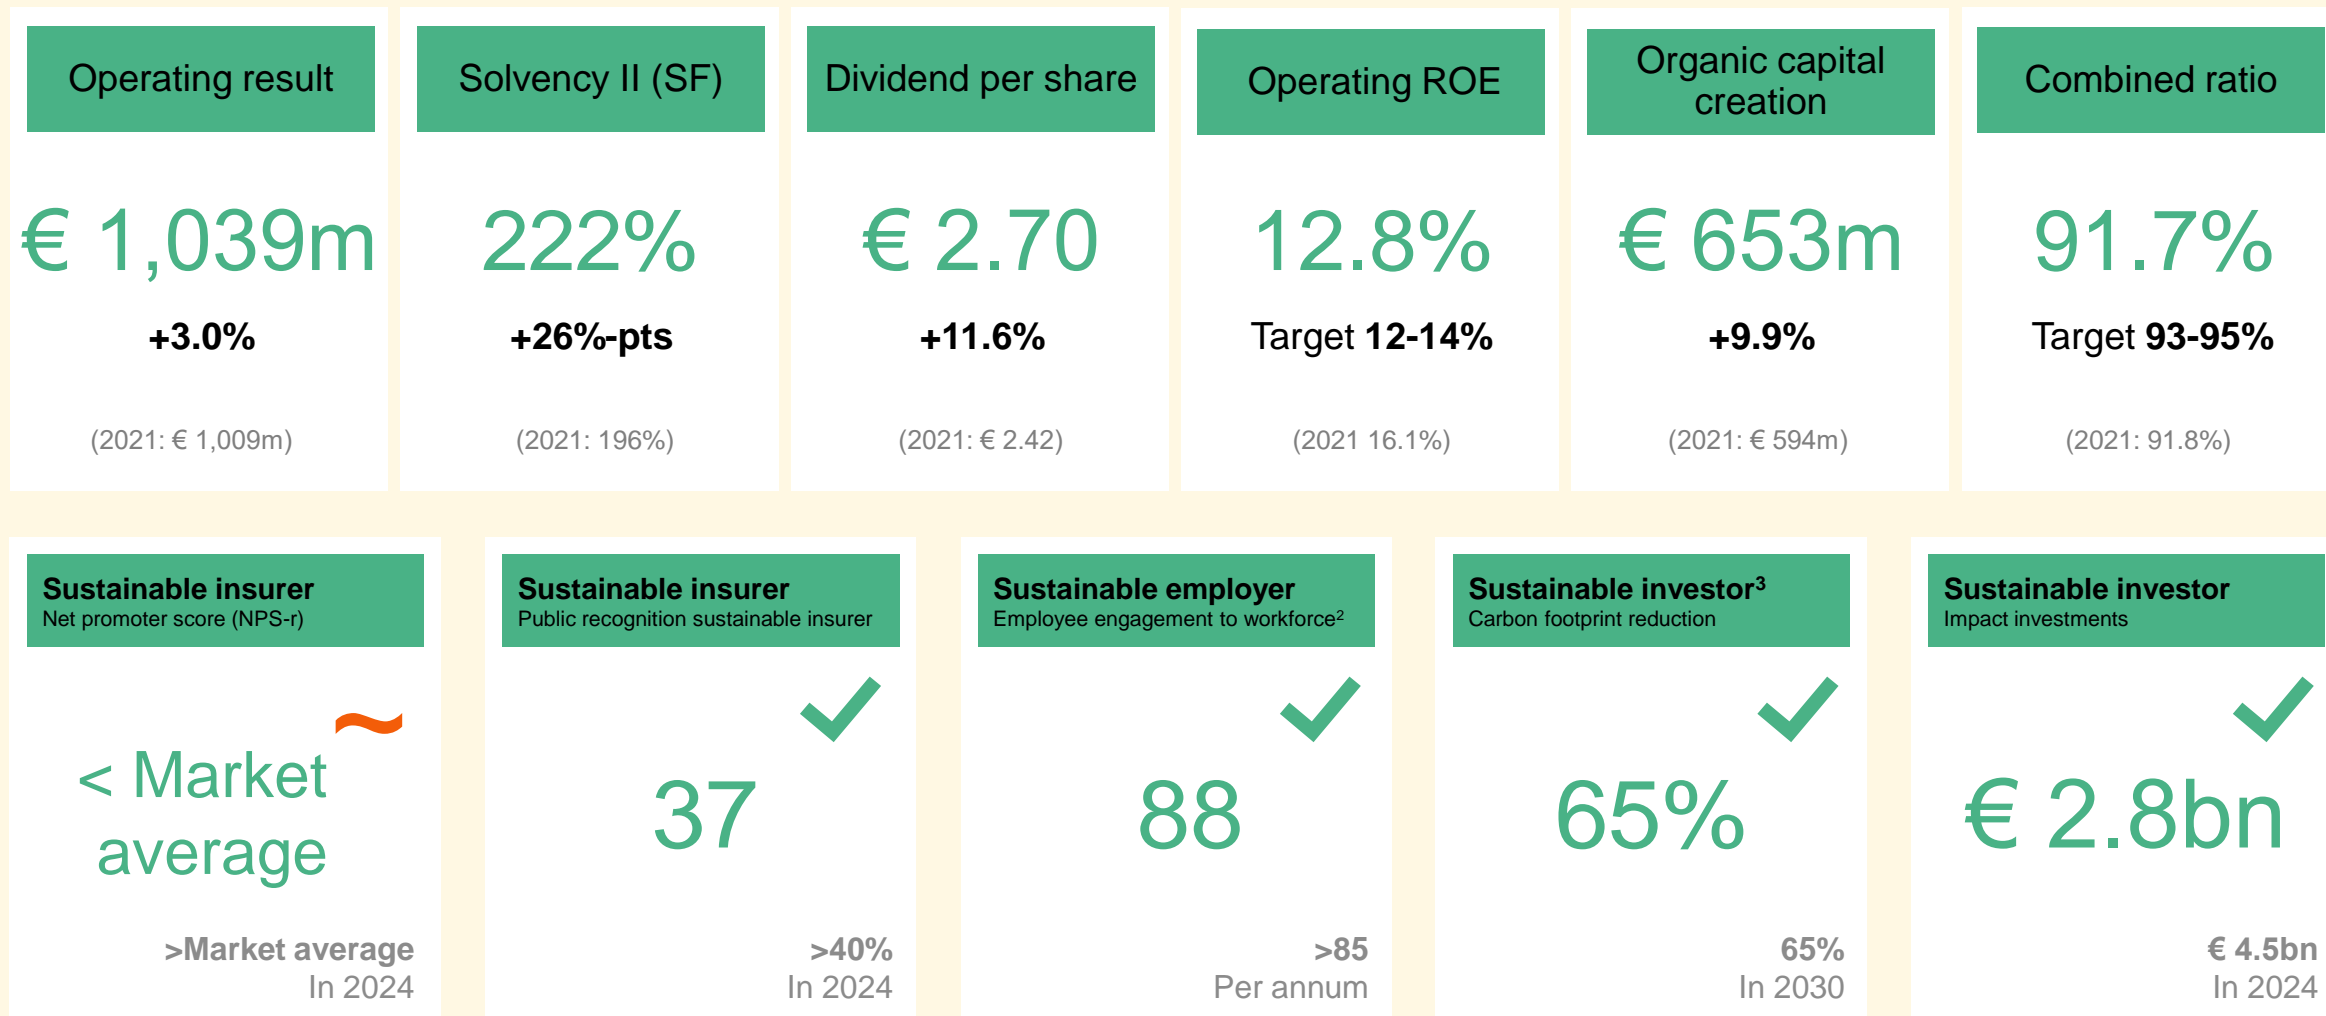 Operating result
€ 1,039m
+3.0%
(2021: € 1,009m)
Solvency II (SF)
222%
+26%-pts
(2021: 196%)
Dividend per share
€ 2.70
+11.6%
(2021: € 2.42)
Operating ROE
12.8%
Target 12-14%
(2021 16.1%)
Organic capital
creation
€ 653m
+9.9%
(2021: € 594m)
Combined ratio
91.7%
Target 93-95%
(2021: 91.8%)
Sustainable insurer
Net promoter score (NPS-r)
~
< Market
average
>Market average
In 2024
Sustainable insurer
Public recognition sustainable insurer
37
>40%
In 2024
Sustainable employer
Employee engagement to workforce²
88
>85
Per annum
Sustainable investor³
Carbon footprint reduction
65%
65%
In 2030
Sustainable investor
Impact investments
€ 2.8bn
€ 4.5bn
In 2024